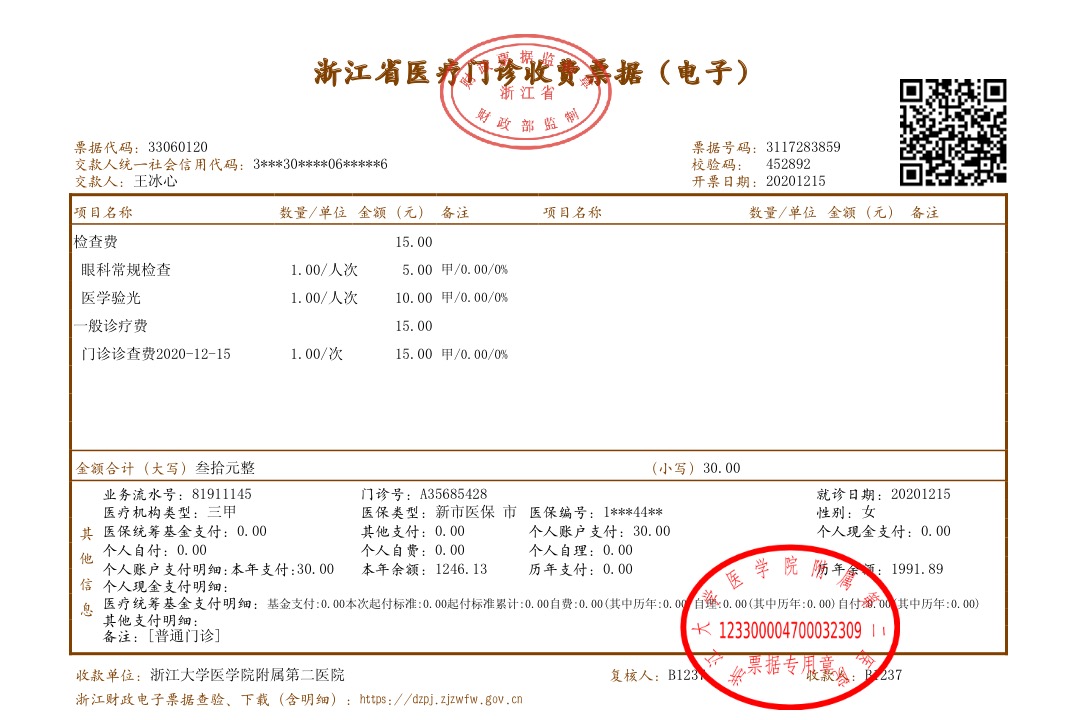 浙江省医疗门诊收费票据（电子）
财政票据监制章
浙江省
财政部监制
票据代码：33060120
票据号码：3117283859
交款人统一社会信用代码：3***30****06*****6
校验码： 452892
交款人：王冰心
开票日期：20201215
项目名称 数量/单位 金额（元） 备注 项目名称 数量/单位 金额（元） 备注
检查费 15.00
眼科常规检查 1.00/人次 5.00 甲/0.00/0%
医学验光 1.00/人次 10.00 甲/0.00/0%
一般诊疗费 15.00
门诊诊查费2020-12-15 1.00/次 15.00 甲/0.00/0%
金额合计（大写）叁拾元整 （小写）30.00
其他信息
业务流水号：81911145 门诊号：A35685428 就诊日期：20201215
医疗机构类型：三甲 医保类型：新市医保 市 医保编号：1***44** 性别：女
医保统筹基金支付：0.00 其他支付：0.00 个人账户支付：30.00 个人现金支付：0.00
个人自付：0.00 个人自费：0.00 个人自理：0.00
个人账户支付明细:本年支付:30.00 本年余额：1246.13 历年支付：0.00 历年余额：1991.89
个人现金支付明细:
医疗统筹基金支付明细：基金支付:0.00本次起付标准:0.00起付标准累计:0.00自费:0.00(其中历年:0.00)自理:0.00(其中历年:0.00)自付:0.00(其中历年:0.00)
其他支付明细:
备注：[普通门诊]
浙江大学医学院附属第二医院
123300004700032309
票据专用章
收款单位：浙江大学医学院附属第二医院 复核人：B1237 收款人：B1237
浙江财政电子票据查验、下载（含明细）：https://dzpj.zjzwfw.gov.cn